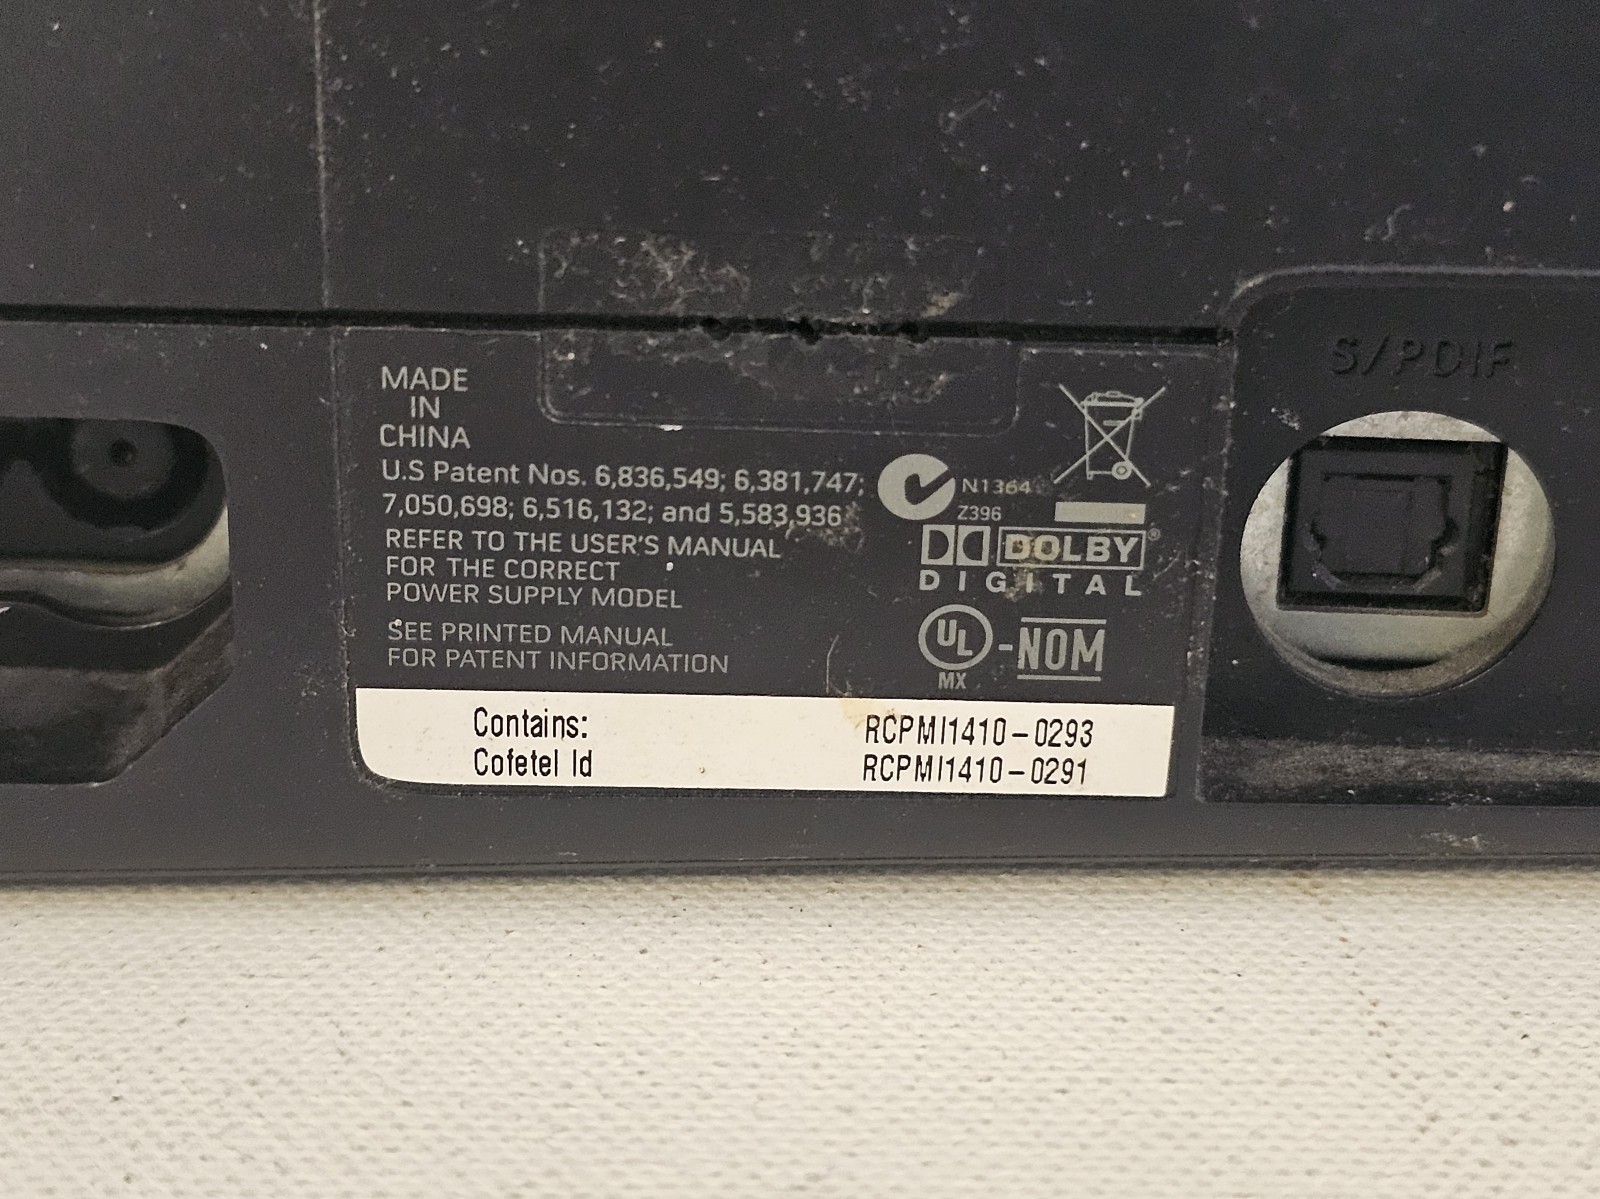 S/PDIF
MADE
IN
CHINA
U.S Patent Nos. 6,836,549; 6,381,747;
7,050,698; 6,516,132; and 5,583,936
REFER TO THE USER'S MANUAL
FOR THE CORRECT
POWER SUPPLY MODEL
SEE PRINTED MANUAL
FOR PATENT INFORMATION
N1364
Z396
DOLBY®
DIGITAL
UL-NOM
MX
Contains: RCPMI1410-0293
Cofetel Id RCPMI1410-0291